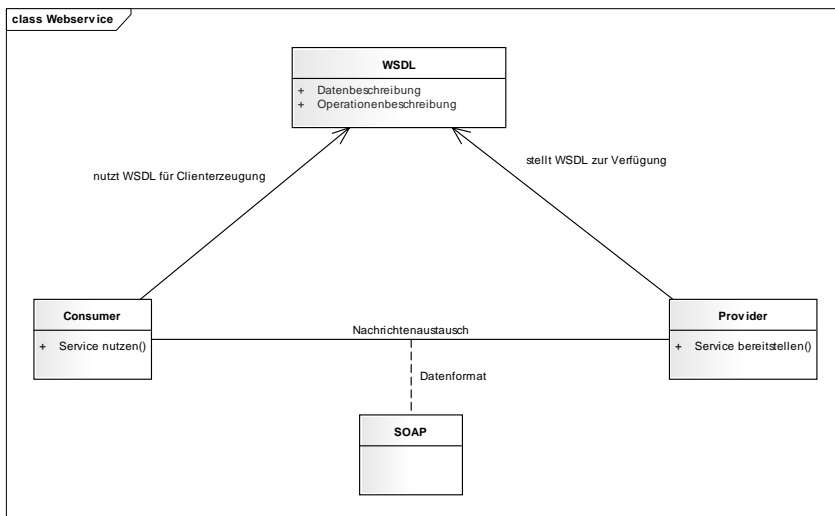 class Webservice
WSDL
+ Datenbeschreibung
+ Operationenbeschreibung
nutzt WSDL für Clienterzeugung
stellt WSDL zur Verfügung
Consumer
+ Service nutzen()
Nachrichtenaustausch
Provider
+ Service bereitstellen()
Datenformat
SOAP